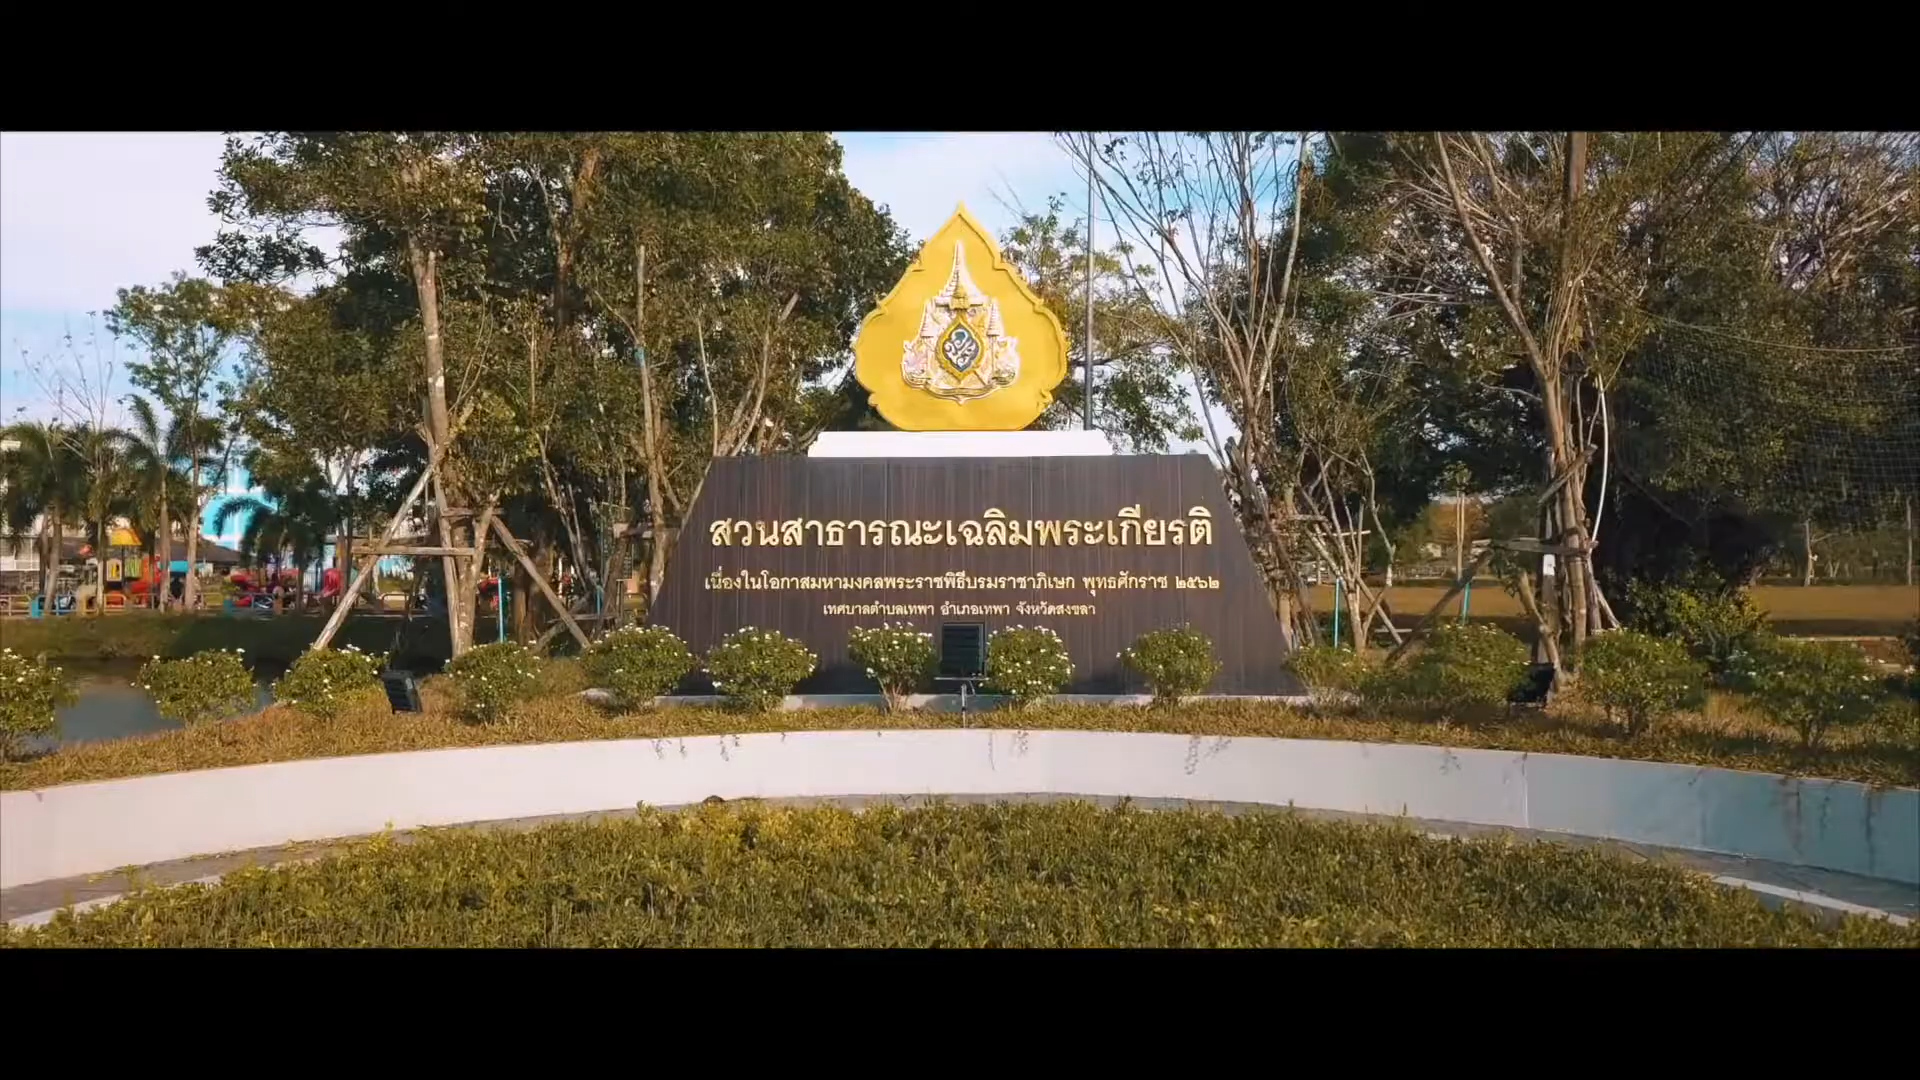 สวนสาธารณะเฉลิมพระเกียรติ
เนื่องในโอกาสมหามงคลพระราชพิธีบรมราชาภิเษก พุทธศักราช ๒๕๖๒
เทศบาลตำบลเทพา อำเภอเทพา จังหวัดสงขลา